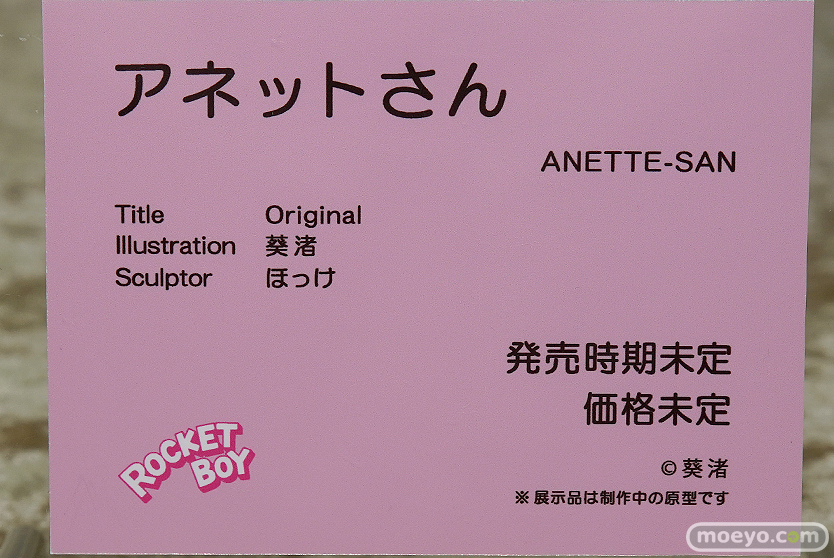 アネットさん
ANETTE-SAN
Title Original
Illustration 葵渚
Sculptor ほっけ
発売時期未定
価格未定
©葵渚
※展示品は制作中の原型です
ROCKET
BOY
moeyo.com